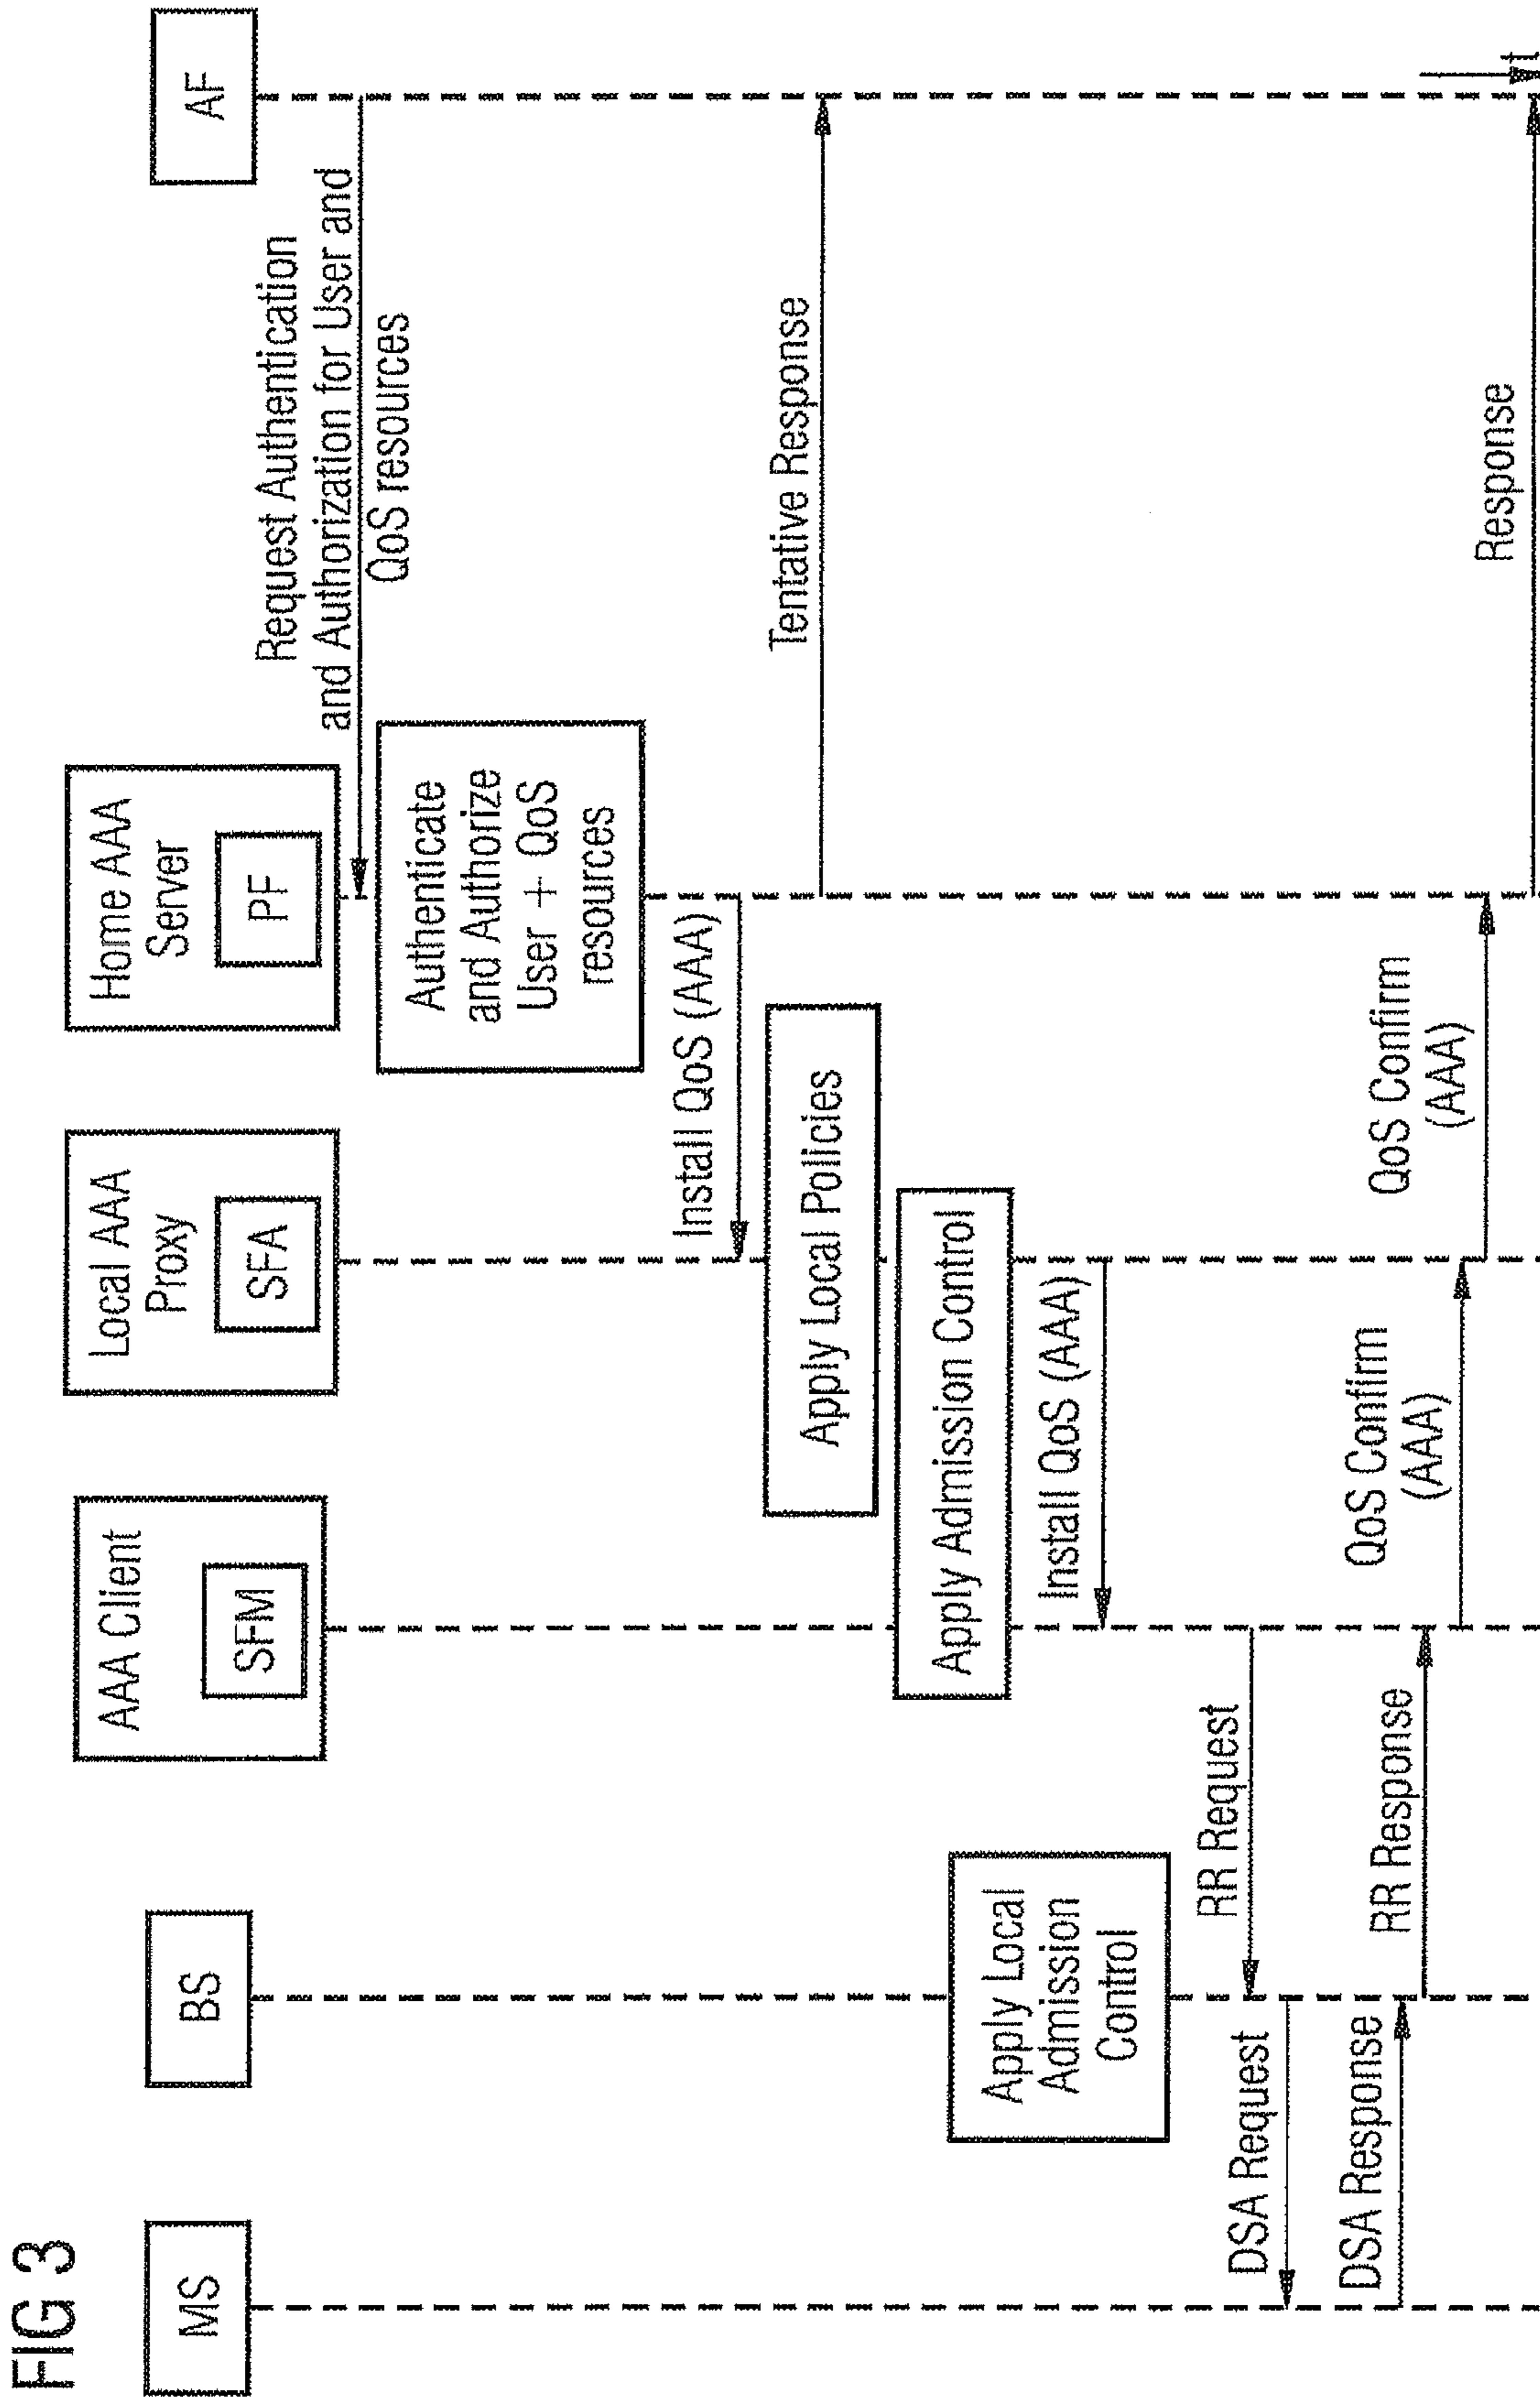 FIG 3
MS
BS
AAA Client
SFM
Local AAA
Proxy
SFA
Home AAA
Server
PF
AF
Request Authentication
and Authorization for User and
QoS resources
Authenticate
and Authorize
User + QoS
resources
Install QoS (AAA)
Apply Local Policies
Tentative Response
Apply Admission Control
Apply Local
Admission
Control
Install QoS (AAA)
RR Request
DSA Request
DSA Response
RR Response
QoS Confirm
(AAA)
QoS Confirm
(AAA)
Response
t